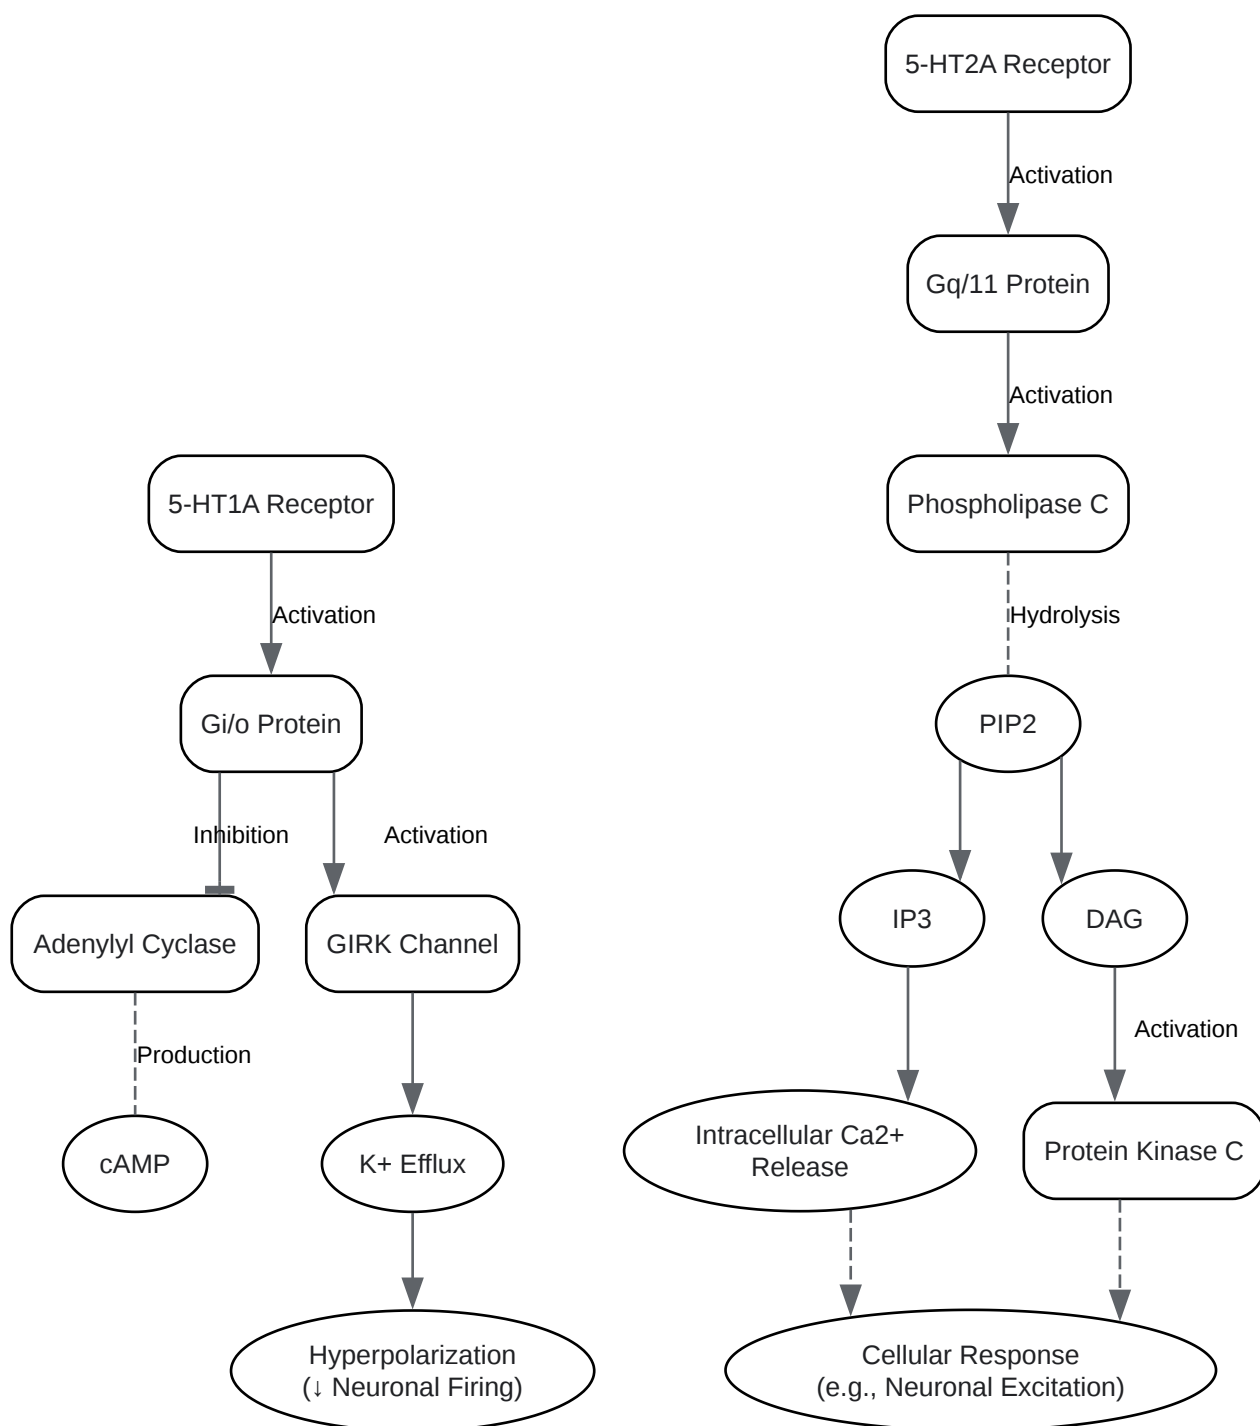 5-HT2A Receptor
Activation
Gq/11 Protein
Activation
5-HT1A Receptor
Phospholipase C
Activation
Hydrolysis
Gi/o Protein
PIP2
Inhibition
Activation
IP3
DAG
Adenylyl Cyclase
GIRK Channel
Activation
Production
Intracellular Ca2+
Release
Protein Kinase C
cAMP
K+ Efflux
Hyperpolarization
(↓ Neuronal Firing)
Cellular Response
(e.g., Neuronal Excitation)